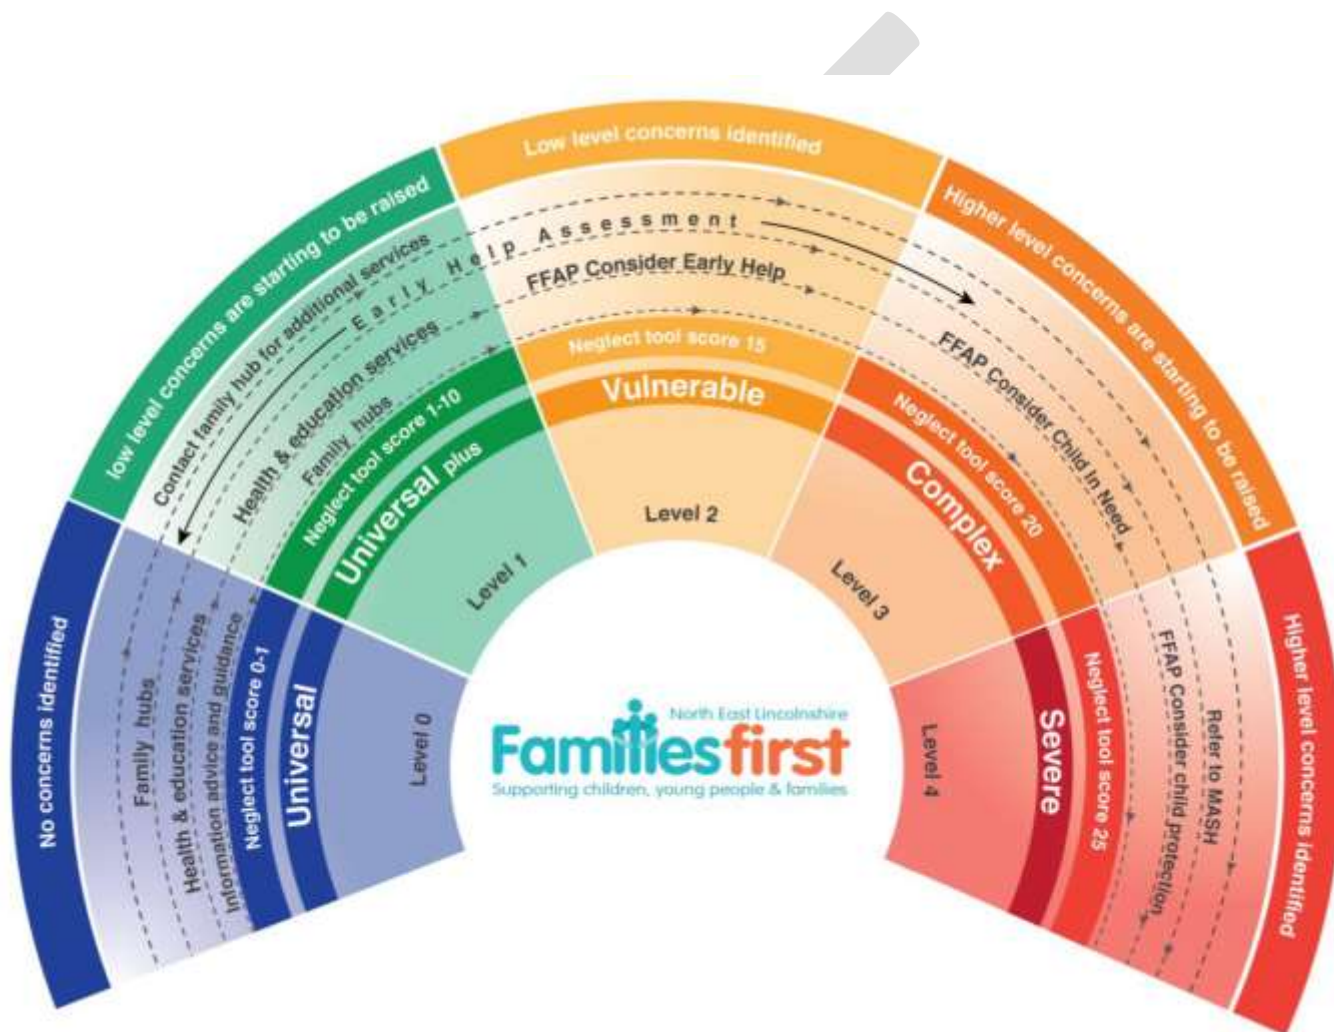 No concerns identified
Family hubs
Health & education services
Information advice and guidance
Neglect tool score 0-1
Universal
Level 0
low level concerns are starting to be raised
Contact family hub for additional services
Early Help Assessment
Health & education services
Family hubs
Neglect tool score 1-10
Universal plus
Level 1
Low level concerns identified
FFAP Consider Early Help
Neglect tool score 15
Vulnerable
Level 2
Higher level concerns are starting to be raised
FFAP Consider Child In Need
Neglect tool score 20
Complex
Level 3
Higher level concerns identified
Refer to MASH
FFAP Consider child protection
Neglect tool score 25
Severe
Level 4
North East Lincolnshire
Families first
Supporting children, young people & families